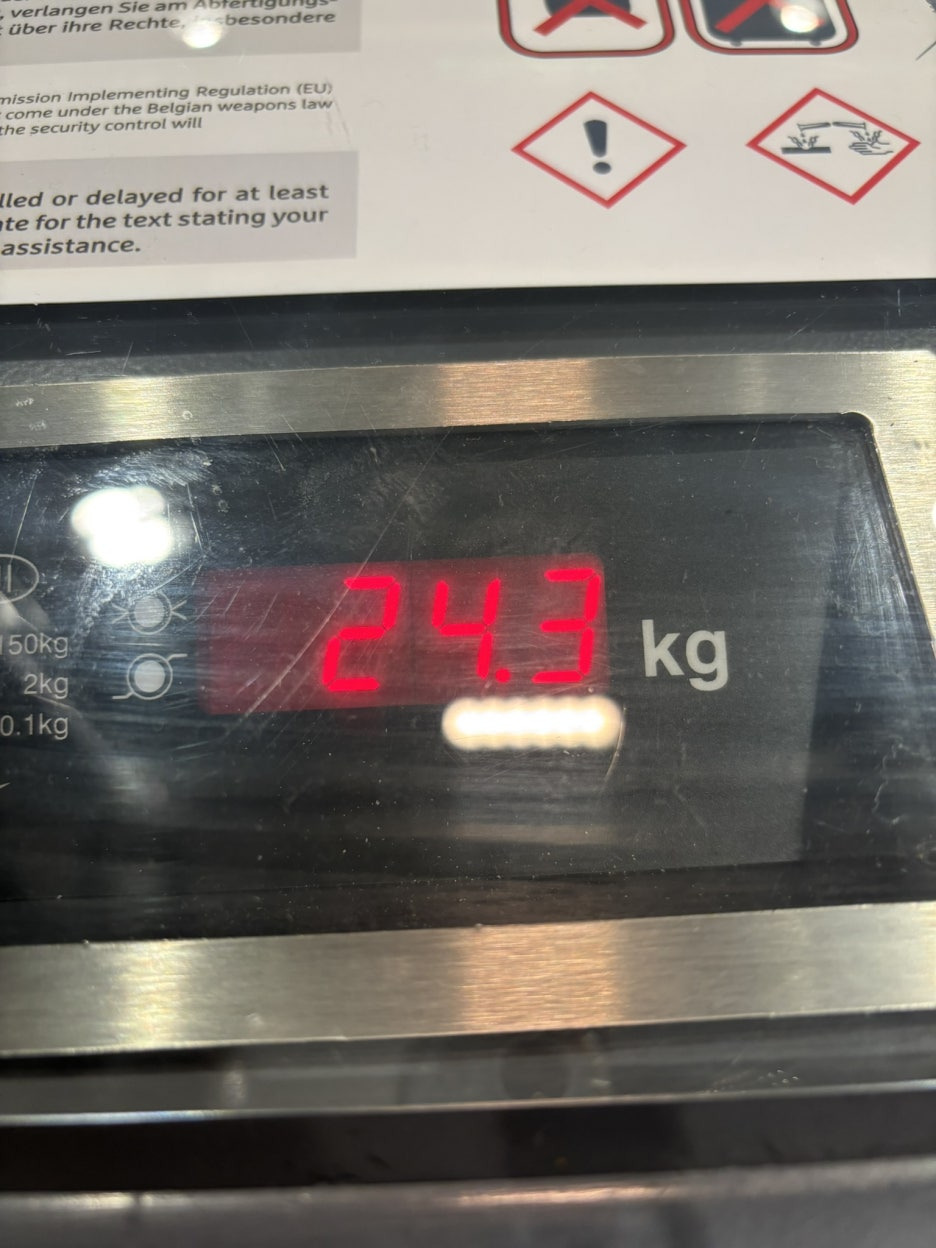 , verlangen Sie am Abfertigungs-
über ihre Rechte, insbesondere
mission Implementing Regulation (EU)
come under the Belgian weapons law
the security control will
lled or delayed for at least
te for the text stating your
assistance.
24.3 kg
150kg
2kg
0.1kg